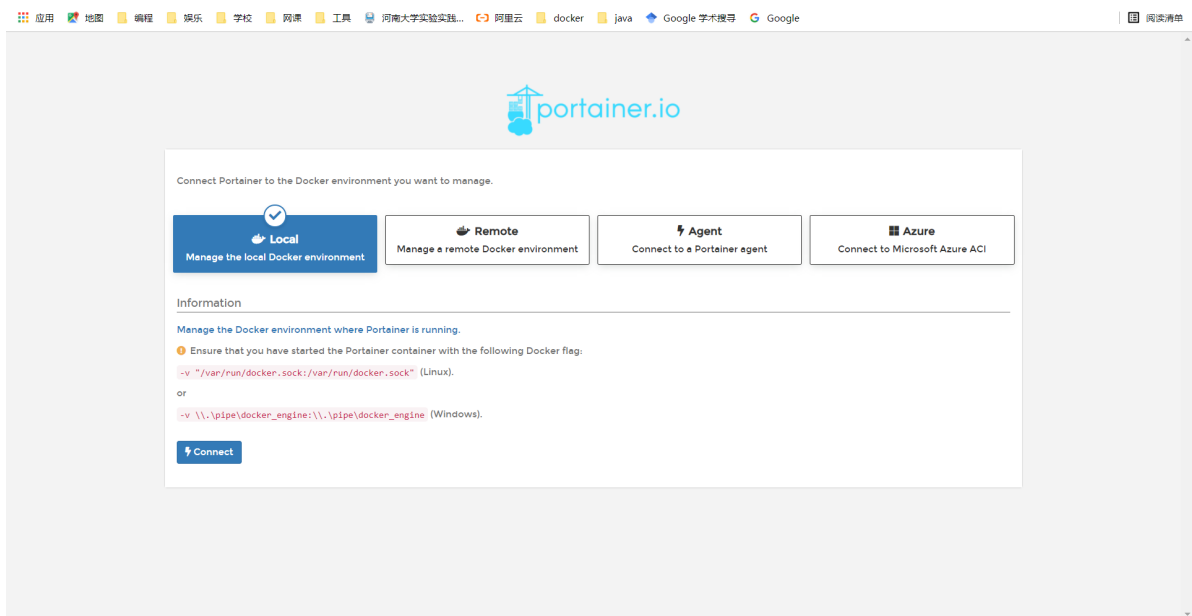 应用 地图 编程 娱乐 学校 网课 工具 河南大学实验实践... 阿里云 docker java Google 学术搜寻 Google 阅读清单
portainer.io
Connect Portainer to the Docker environment you want to manage.
Local
Manage the local Docker environment
Remote
Manage a remote Docker environment
Agent
Connect to a Portainer agent
Azure
Connect to Microsoft Azure ACI
Information
Manage the Docker environment where Portainer is running.
Ensure that you have started the Portainer container with the following Docker flag:
-v "/var/run/docker.sock:/var/run/docker.sock" (Linux).
or
-v \\.\pipe\docker_engine:\\.\pipe\docker_engine (Windows).
Connect